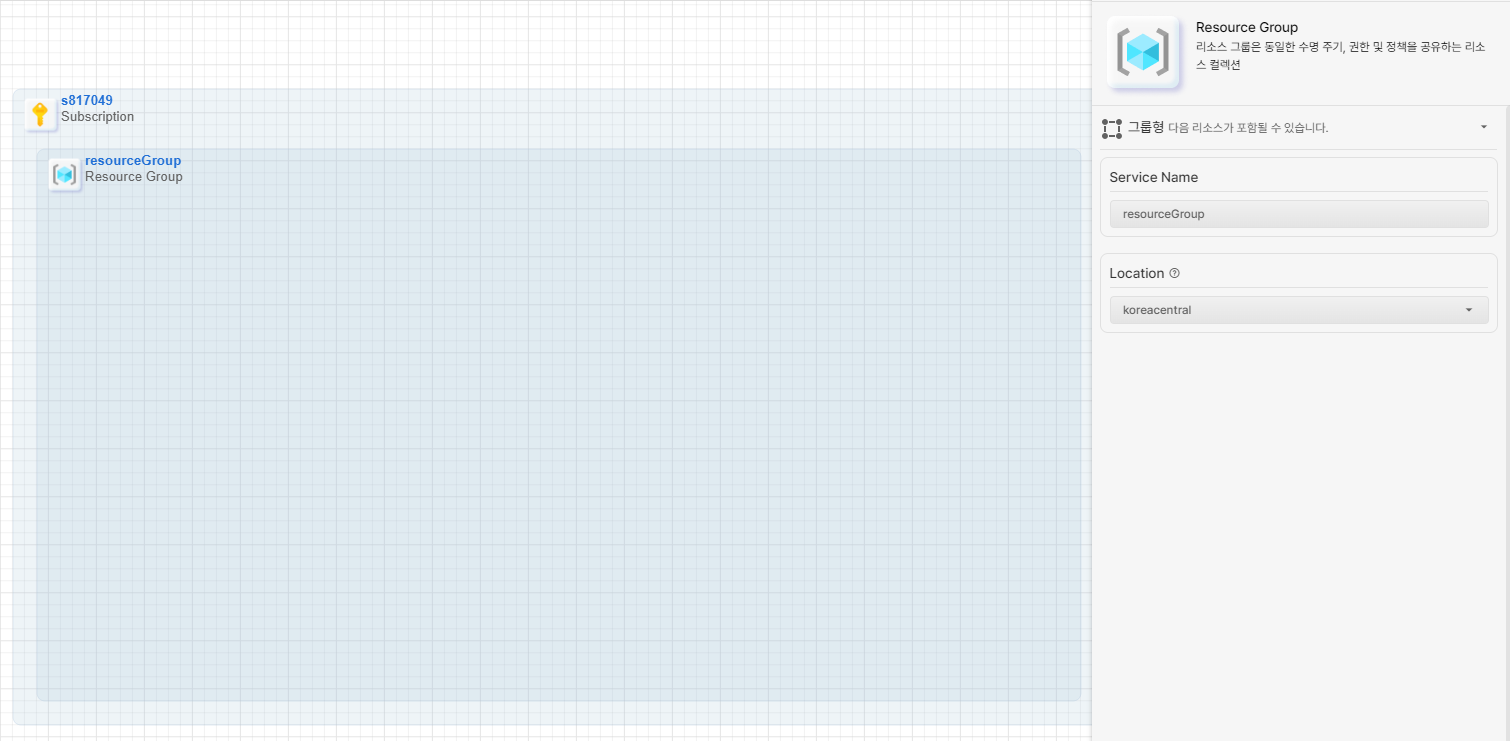 s817049
Subscription
resourceGroup
Resource Group
Resource Group
리소스 그룹은 동일한 수명 주기, 권한 및 정책을 공유하는 리소
스 컬렉션
그룹형 다음 리소스가 포함될 수 있습니다.
Service Name
resourceGroup
Location
koreacentral